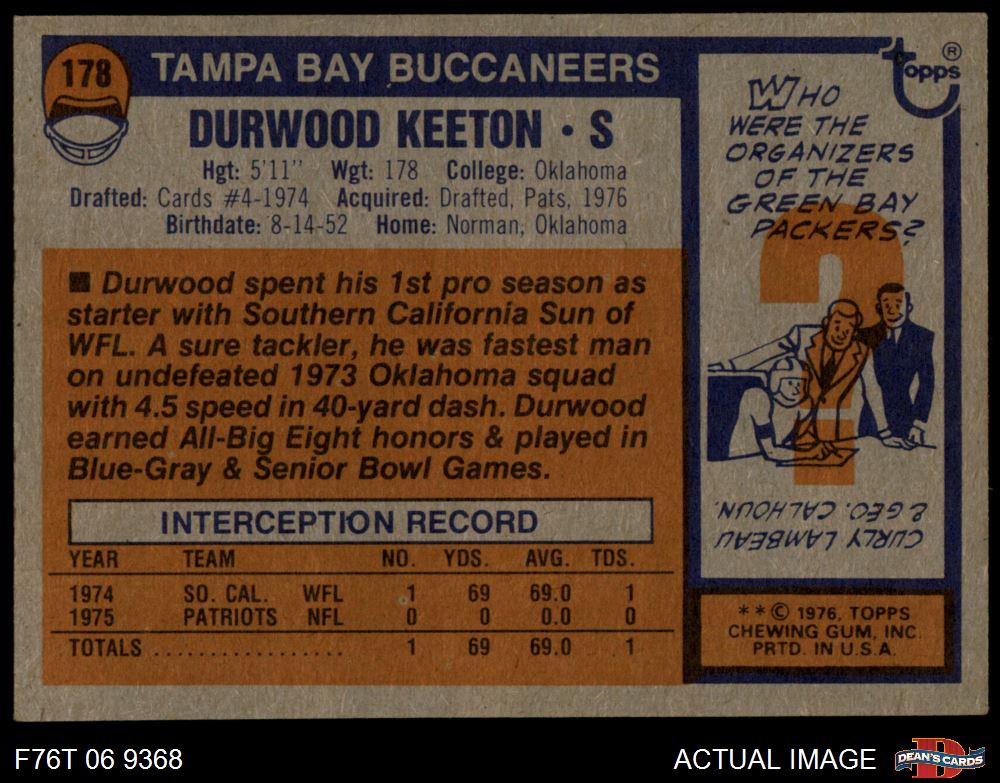 178
TAMPA BAY BUCCANEERS
DURWOOD KEETON • S
Hgt: 5'11" Wgt: 178 College: Oklahoma
Drafted: Cards #4-1974 Acquired: Drafted, Pats, 1976
Birthdate: 8-14-52 Home: Norman, Oklahoma
■ Durwood spent his 1st pro season as
starter with Southern California Sun of
WFL. A sure tackler, he was fastest man
on undefeated 1973 Oklahoma squad
with 4.5 speed in 40-yard dash. Durwood
earned All-Big Eight honors & played in
Blue-Gray & Senior Bowl Games.
INTERCEPTION RECORD
YEAR TEAM NO. YDS. AVG. TDS.
1974 SO. CAL. WFL 1 69 69.0 1
1975 PATRIOTS NFL 0 0 0.0 0
TOTALS .................. 1 69 69.0 1
Topps ®
WHO
WERE THE
ORGANIZERS
OF THE
GREEN BAY
PACKERS?
?
CURLY LAMBEAU
& GEO. CALHOUN.
** © 1976, TOPPS
CHEWING GUM, INC.
PRTD. IN U.S.A.
F76T 06 9368
ACTUAL IMAGE
D
DEAN'S CARDS